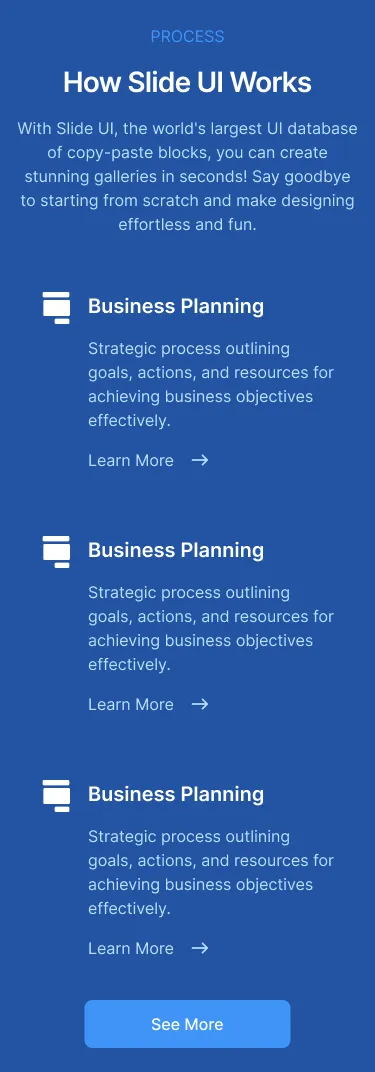 PROCESS
How Slide UI Works
With Slide UI, the world's largest UI database
of copy-paste blocks, you can create
stunning galleries in seconds! Say goodbye
to starting from scratch and make designing
effortless and fun.
Business Planning
Strategic process outlining
goals, actions, and resources for
achieving business objectives
effectively.
Learn More
Business Planning
Strategic process outlining
goals, actions, and resources for
achieving business objectives
effectively.
Learn More
Business Planning
Strategic process outlining
goals, actions, and resources for
achieving business objectives
effectively.
Learn More
See More